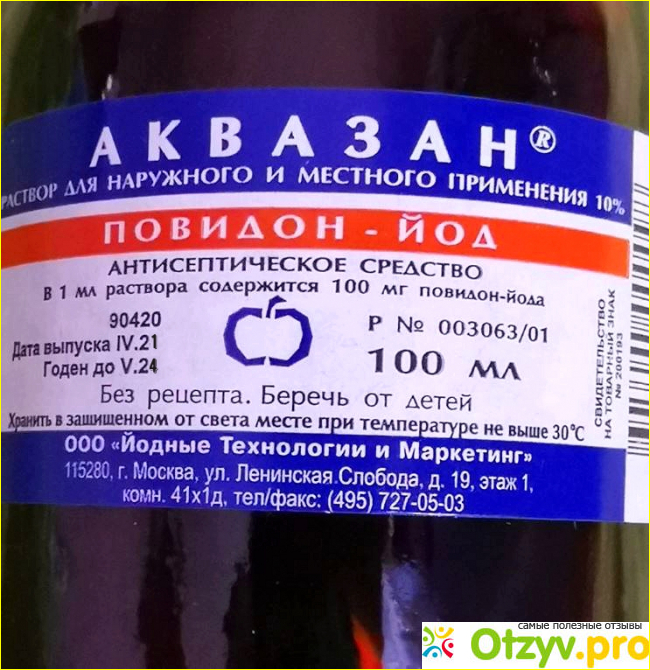 АКВАЗАН®
РАСТВОР ДЛЯ НАРУЖНОГО И МЕСТНОГО ПРИМЕНЕНИЯ 10%
ПОВИДОН - ЙОД
АНТИСЕПТИЧЕСКОЕ СРЕДСТВО
В 1 мл раствора содержится 100 мг повидон-йода
90420
Дата выпуска IV.21
Годен до V.24
Р № 003063/01
100 мл
Без рецепта. Беречь от детей
Хранить в защищенном от света месте при температуре не выше 30°C
ООО «Йодные Технологии и Маркетинг»
115280, г. Москва, ул. Ленинская Слобода, д. 19, этаж 1,
комн. 41х1д, тел/факс: (495) 727-05-03
СВИДЕТЕЛЬСТВО
НА ТОВАРНЫЙ ЗНАК
№ 200193
самые полезные отзывы
Otzyv.pro